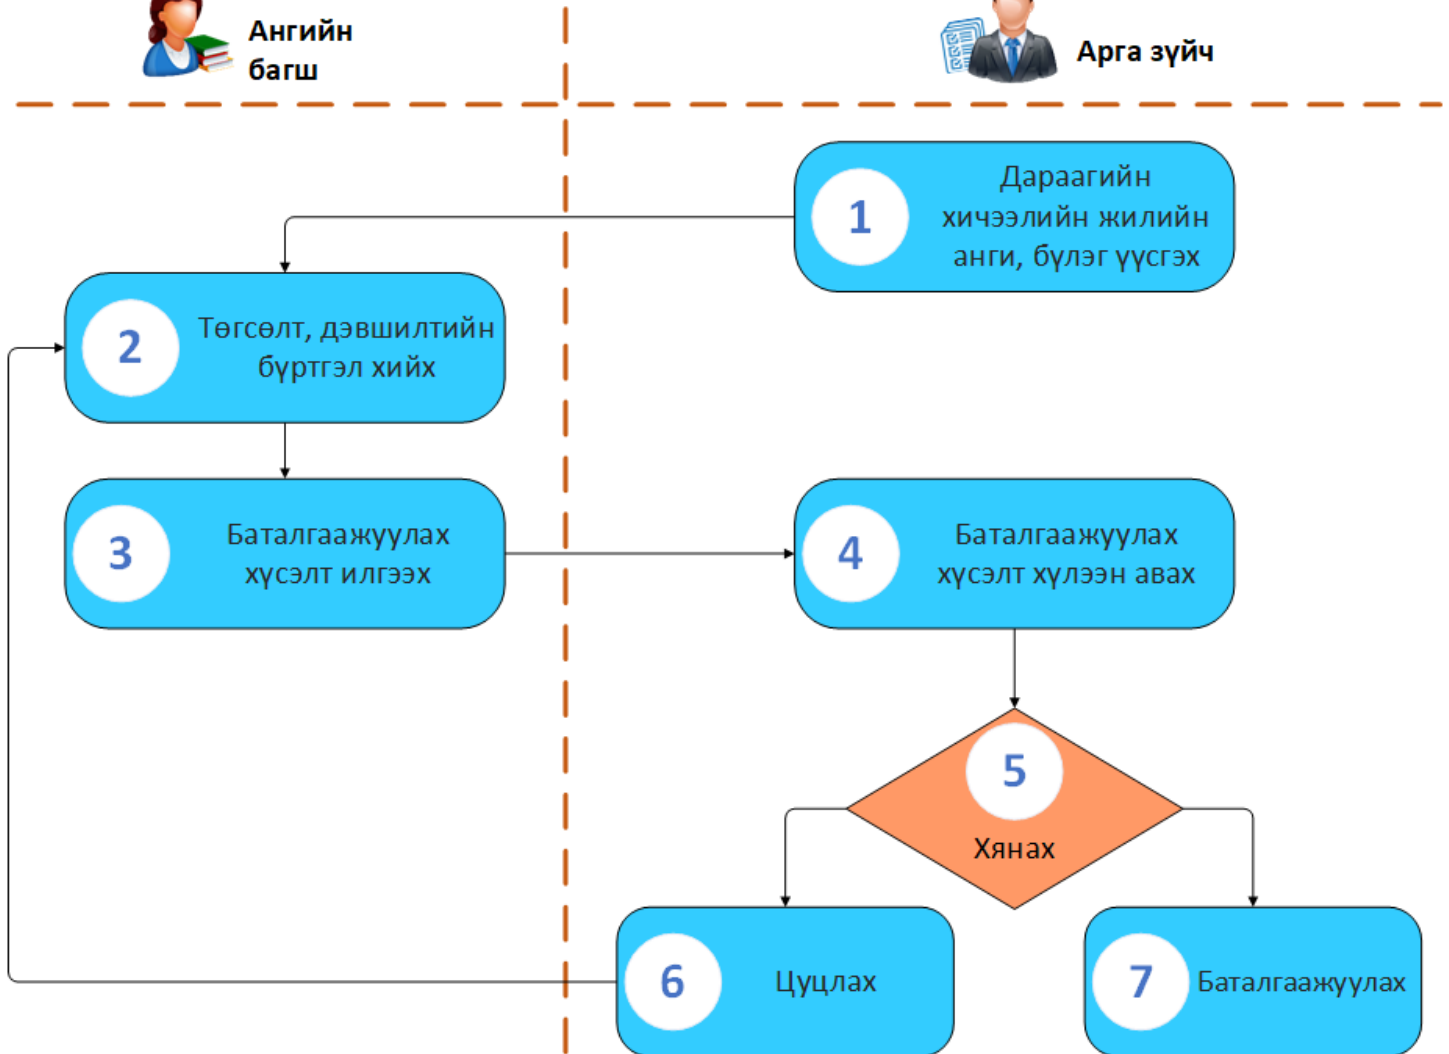 Ангийн
багш
Арга зүйч
1
Дараагийн
хичээлийн жилийн
анги, бүлэг үүсгэх
2
Төгсөлт, дэвшилтийн
бүртгэл хийх
3
Баталгаажуулах
хүсэлт илгээх
4
Баталгаажуулах
хүсэлт хүлээн авах
5
Хянах
6
Цуцлах
7
Баталгаажуулах